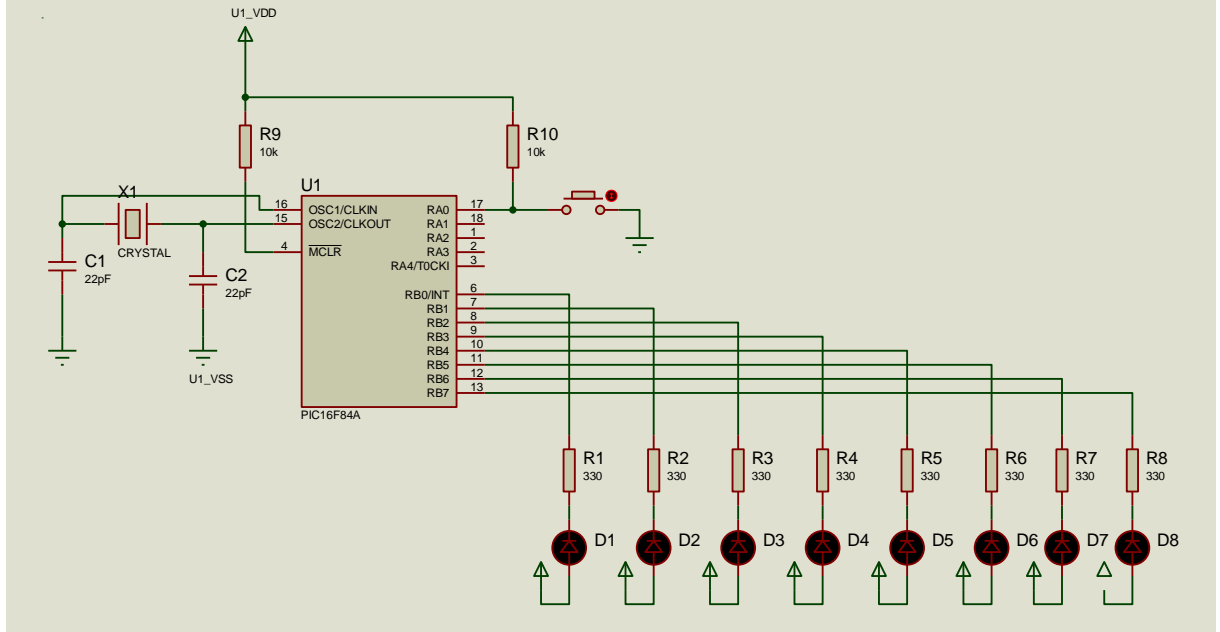 U1_VDD
R9
10k
R10
10k
X1
CRYSTAL
C1
22pF
C2
22pF
U1_VSS
U1
16 OSC1/CLKIN
15 OSC2/CLKOUT
4 MCLR
RA0 17
RA1 18
RA2 1
RA3 2
RA4/T0CKI 3
RB0/INT 6
RB1 7
RB2 8
RB3 9
RB4 10
RB5 11
RB6 12
RB7 13
PIC16F84A
R1 R2 R3 R4 R5 R6 R7 R8
330 330 330 330 330 330 330 330
D1 D2 D3 D4 D5 D6 D7 D8